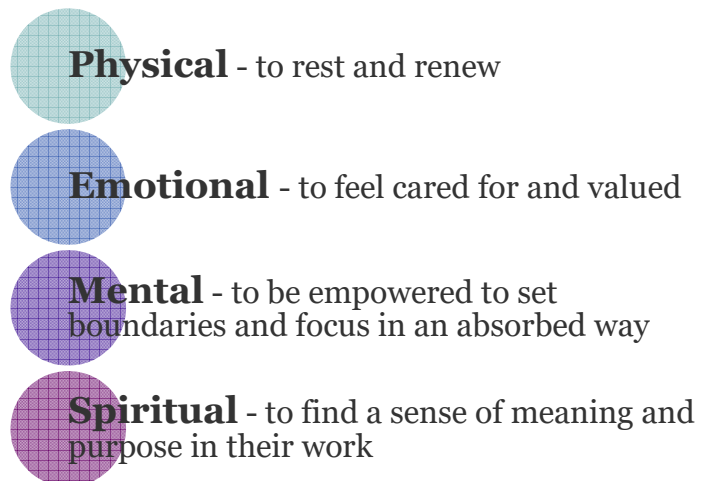 Physical - to rest and renew
Emotional - to feel cared for and valued
Mental - to be empowered to set
boundaries and focus in an absorbed way
Spiritual - to find a sense of meaning and
purpose in their work